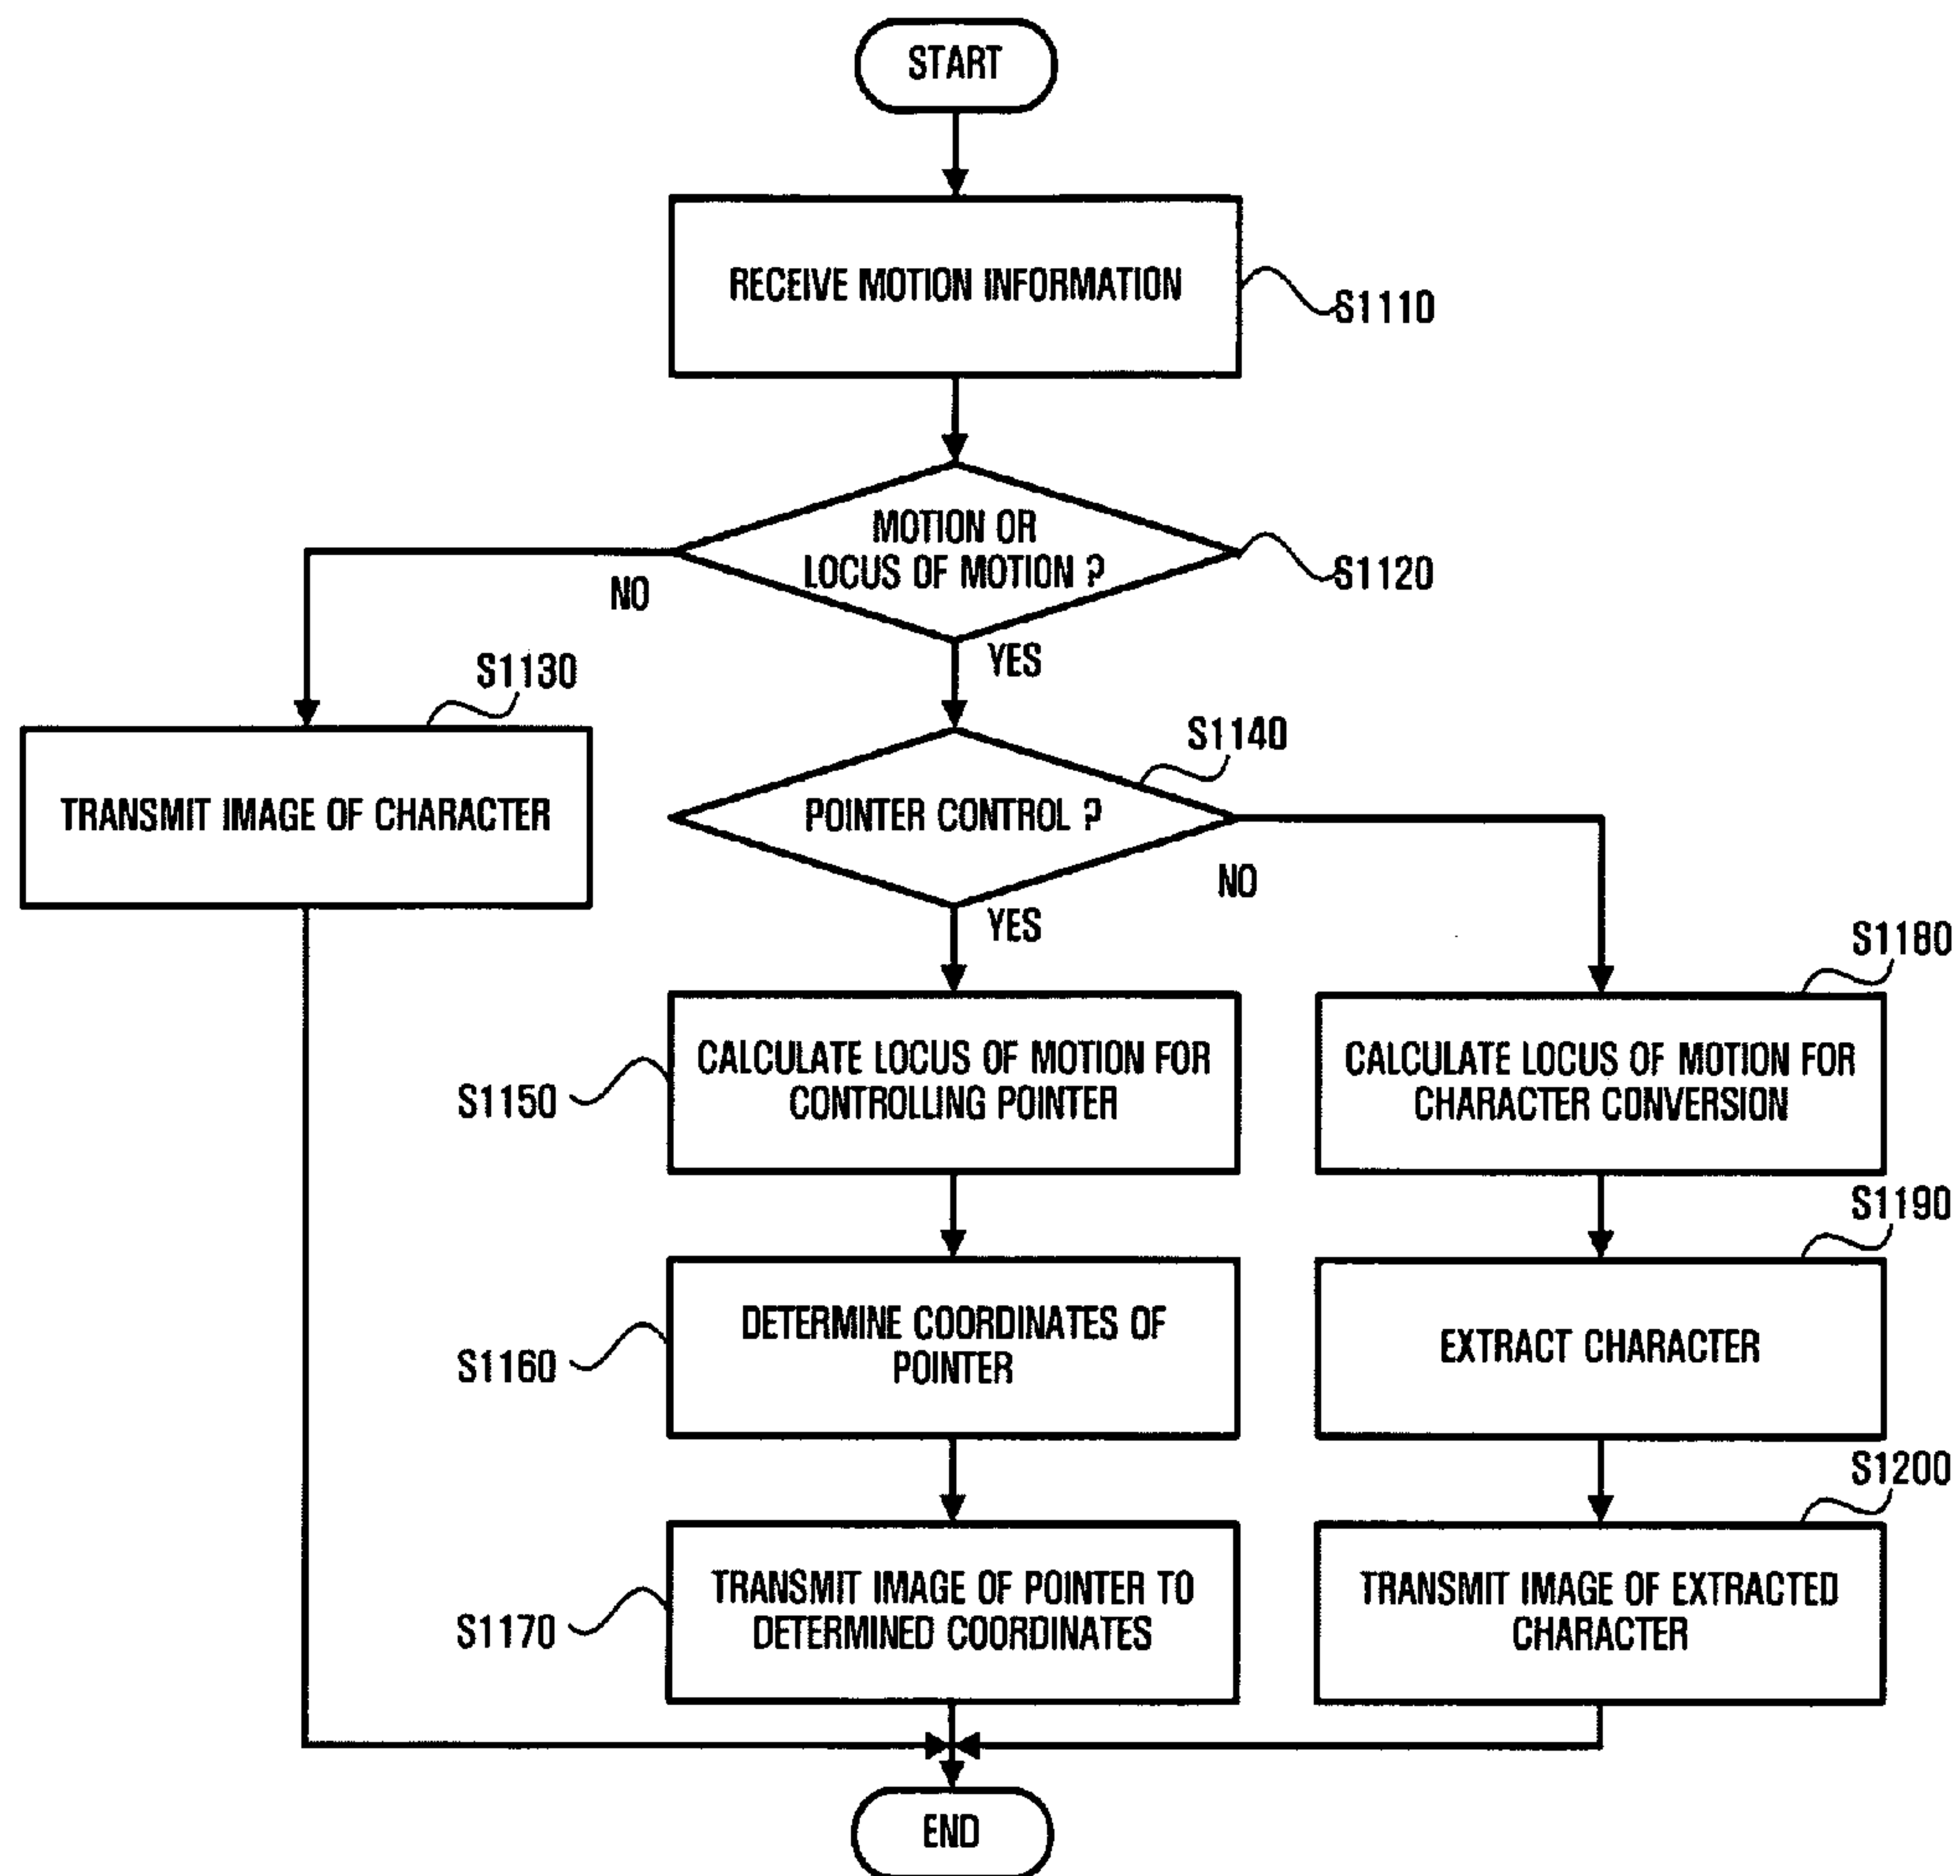 START
RECEIVE MOTION INFORMATION
S1110
MOTION OR
LOCUS OF MOTION ?
S1120
NO
YES
S1130
TRANSMIT IMAGE OF CHARACTER
S1140
POINTER CONTROL ?
NO
YES
S1150
CALCULATE LOCUS OF MOTION FOR
CONTROLLING POINTER
S1180
CALCULATE LOCUS OF MOTION FOR
CHARACTER CONVERSION
S1160
DETERMINE COORDINATES OF
POINTER
S1190
EXTRACT CHARACTER
S1170
TRANSMIT IMAGE OF POINTER TO
DETERMINED COORDINATES
S1200
TRANSMIT IMAGE OF EXTRACTED
CHARACTER
END